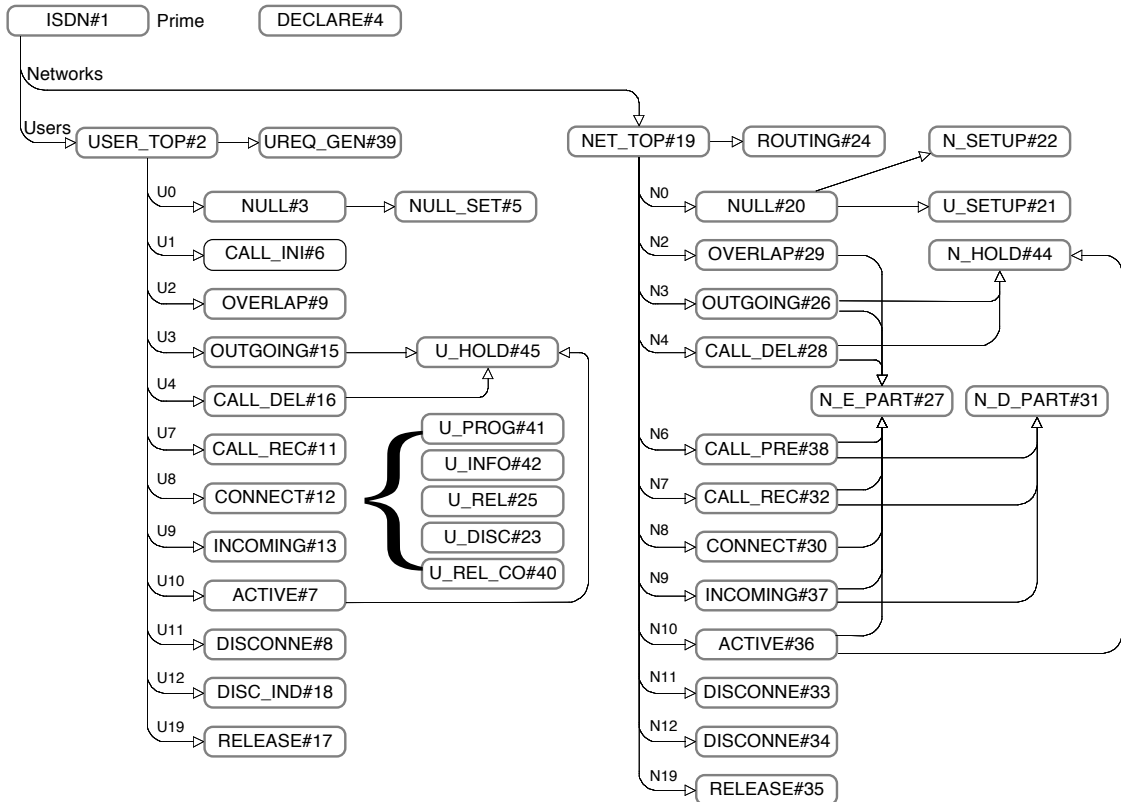 ISDN#1 Prime DECLARE#4
Networks
Users
USER_TOP#2 UREQ_GEN#39 NET_TOP#19 ROUTING#24 N_SETUP#22
U0 NULL#3 NULL_SET#5 N0 NULL#20 U_SETUP#21
U1 CALL_INI#6 N2 OVERLAP#29 N_HOLD#44
U2 OVERLAP#9 N3 OUTGOING#26
U3 OUTGOING#15 U_HOLD#45 N4 CALL_DEL#28
U4 CALL_DEL#16 N_E_PART#27 N_D_PART#31
U_PROG#41
U7 CALL_REC#11 N6 CALL_PRE#38
U_INFO#42
U8 CONNECT#12 U_REL#25 N7 CALL_REC#32
U9 INCOMING#13 U_DISC#23 N8 CONNECT#30
U_REL_CO#40
U10 ACTIVE#7 N9 INCOMING#37
U11 DISCONNE#8 N10 ACTIVE#36
U12 DISC_IND#18 N11 DISCONNE#33
U19 RELEASE#17 N12 DISCONNE#34
N19 RELEASE#35